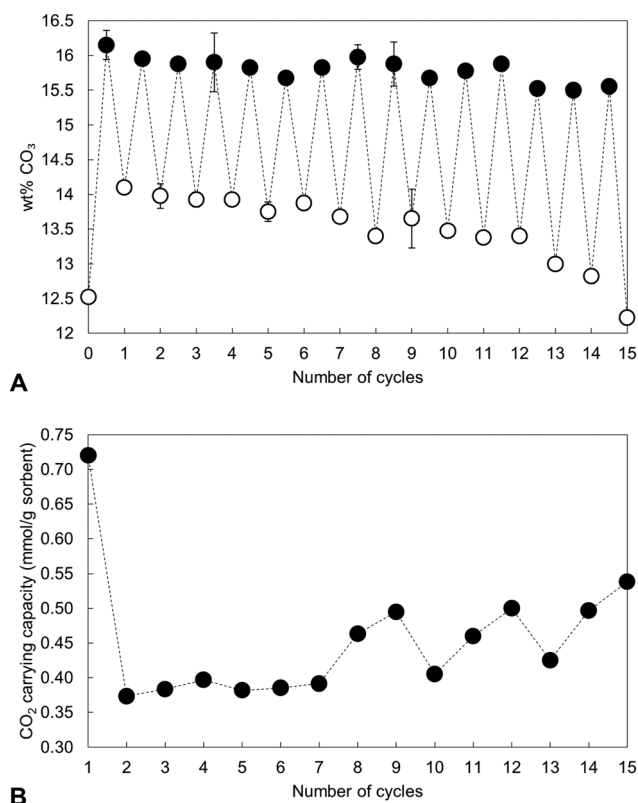 16.5
16
15.5
15
14.5
14
13.5
13
12.5
12
wt% CO₃
0 1 2 3 4 5 6 7 8 9 10 11 12 13 14 15
Number of cycles
A
0.75
0.70
0.65
0.60
0.55
0.50
0.45
0.40
0.35
0.30
CO₂ carrying capacity (mmol/g sorbent)
1 2 3 4 5 6 7 8 9 10 11 12 13 14 15
Number of cycles
B